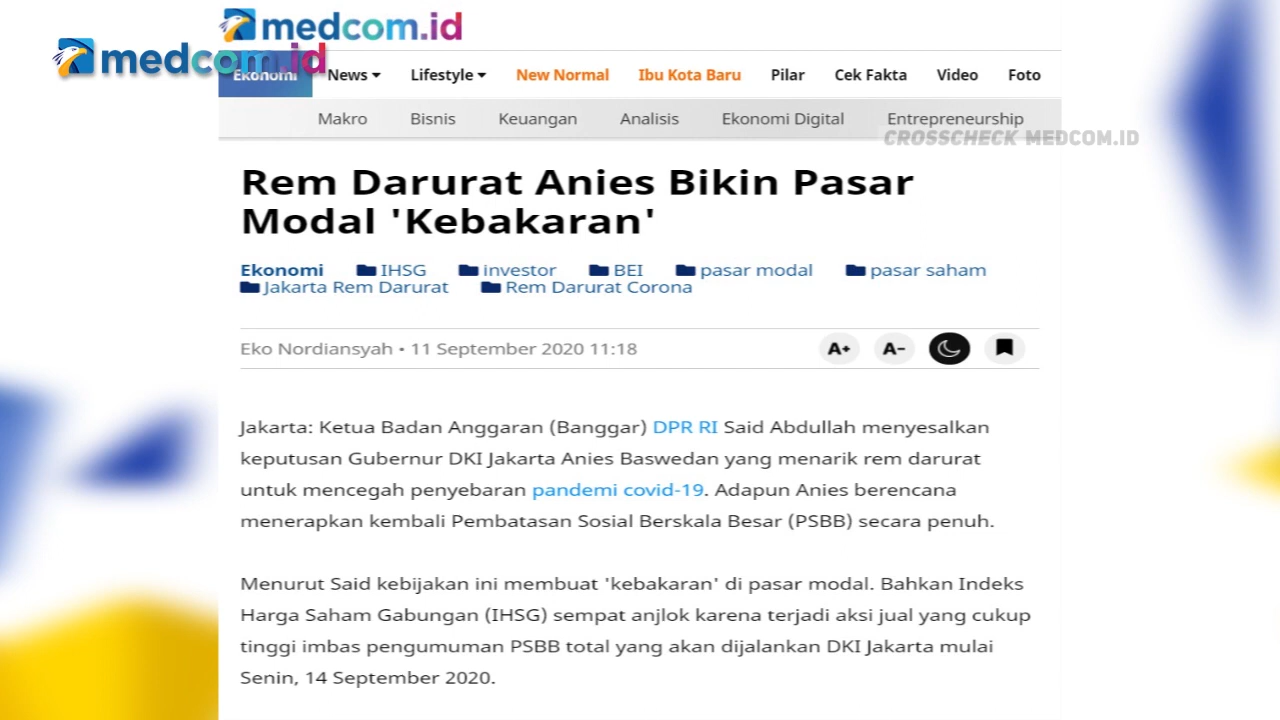 medcom.id
medcom.id
Ekonomi News Lifestyle New Normal Ibu Kota Baru Pilar Cek Fakta Video Foto
Makro Bisnis Keuangan Analisis Ekonomi Digital Entrepreneurship
CROSSCHECK MEDCOM.ID
Rem Darurat Anies Bikin Pasar
Modal 'Kebakaran'
Ekonomi IHSG investor BEI pasar modal pasar saham
Jakarta Rem Darurat Rem Darurat Corona
Eko Nordiansyah • 11 September 2020 11:18 A+ A-
Jakarta: Ketua Badan Anggaran (Banggar) DPR RI Said Abdullah menyesalkan
keputusan Gubernur DKI Jakarta Anies Baswedan yang menarik rem darurat
untuk mencegah penyebaran pandemi covid-19. Adapun Anies berencana
menerapkan kembali Pembatasan Sosial Berskala Besar (PSBB) secara penuh.
Menurut Said kebijakan ini membuat 'kebakaran' di pasar modal. Bahkan Indeks
Harga Saham Gabungan (IHSG) sempat anjlok karena terjadi aksi jual yang cukup
tinggi imbas pengumuman PSBB total yang akan dijalankan DKI Jakarta mulai
Senin, 14 September 2020.